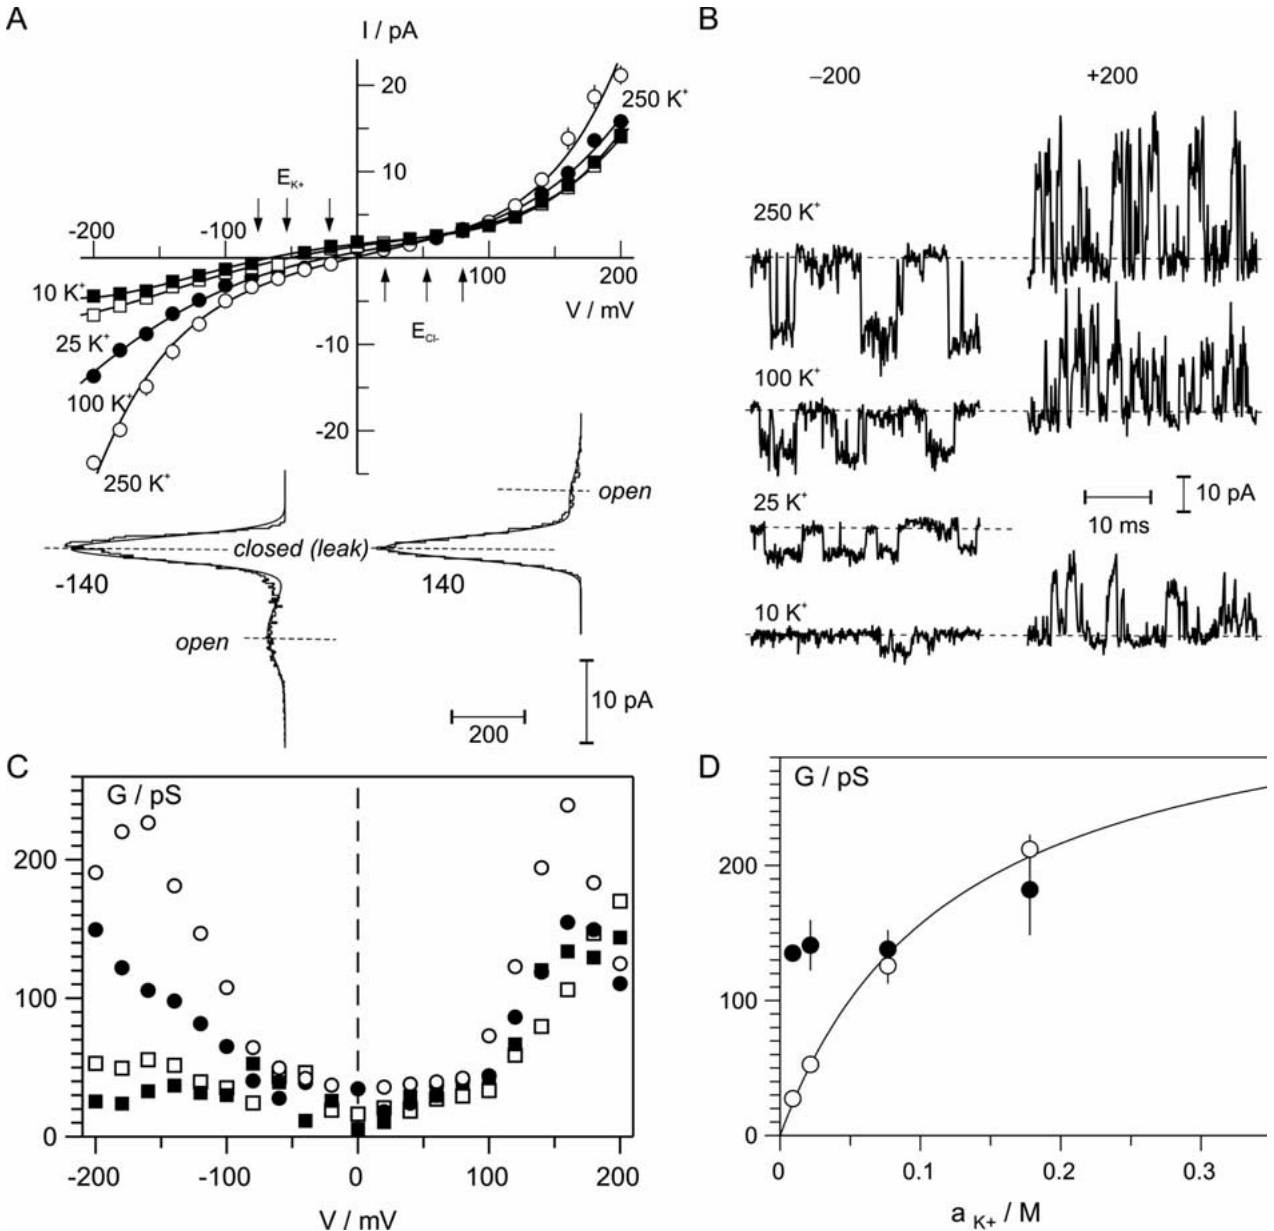 A
I / pA
20
10
-10
-20
250 K⁺
E_K+
-200
-100
100
200
V / mV
E_Cl-
10 K⁺
25 K⁺
100 K⁺
250 K⁺
open
closed (leak)
-140
140
open
10 pA
200
B
–200
+200
250 K⁺
100 K⁺
25 K⁺
10 K⁺
10 pA
10 ms
C
G / pS
200
100
0
-200
-100
0
100
200
V / mV
D
G / pS
200
100
0
0
0.1
0.2
0.3
a_K+ / M